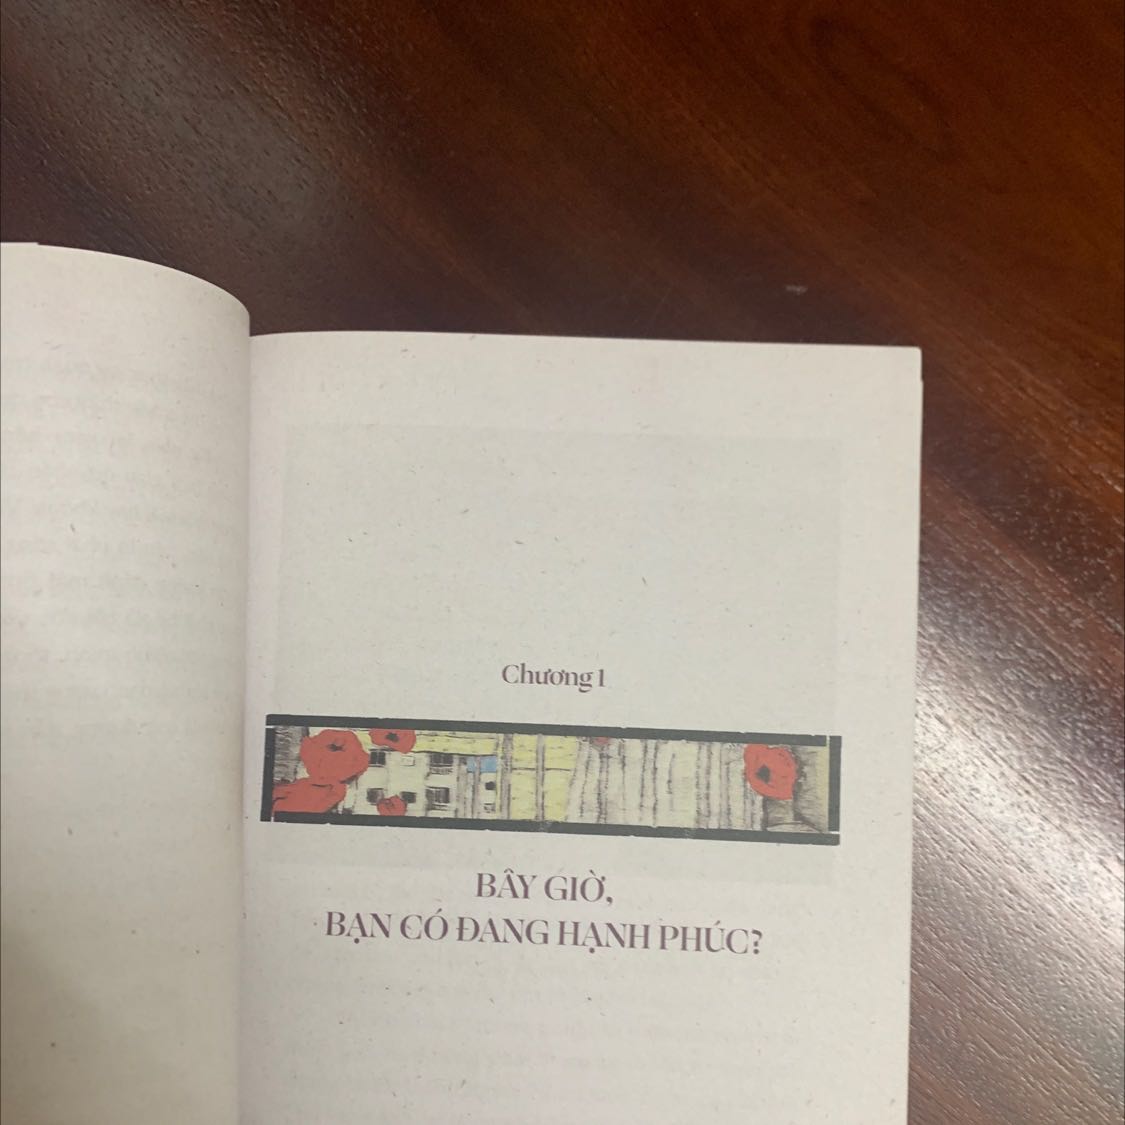 Chương 1
BÂY GIỜ,
BẠN CÓ ĐANG HẠNH PHÚC?